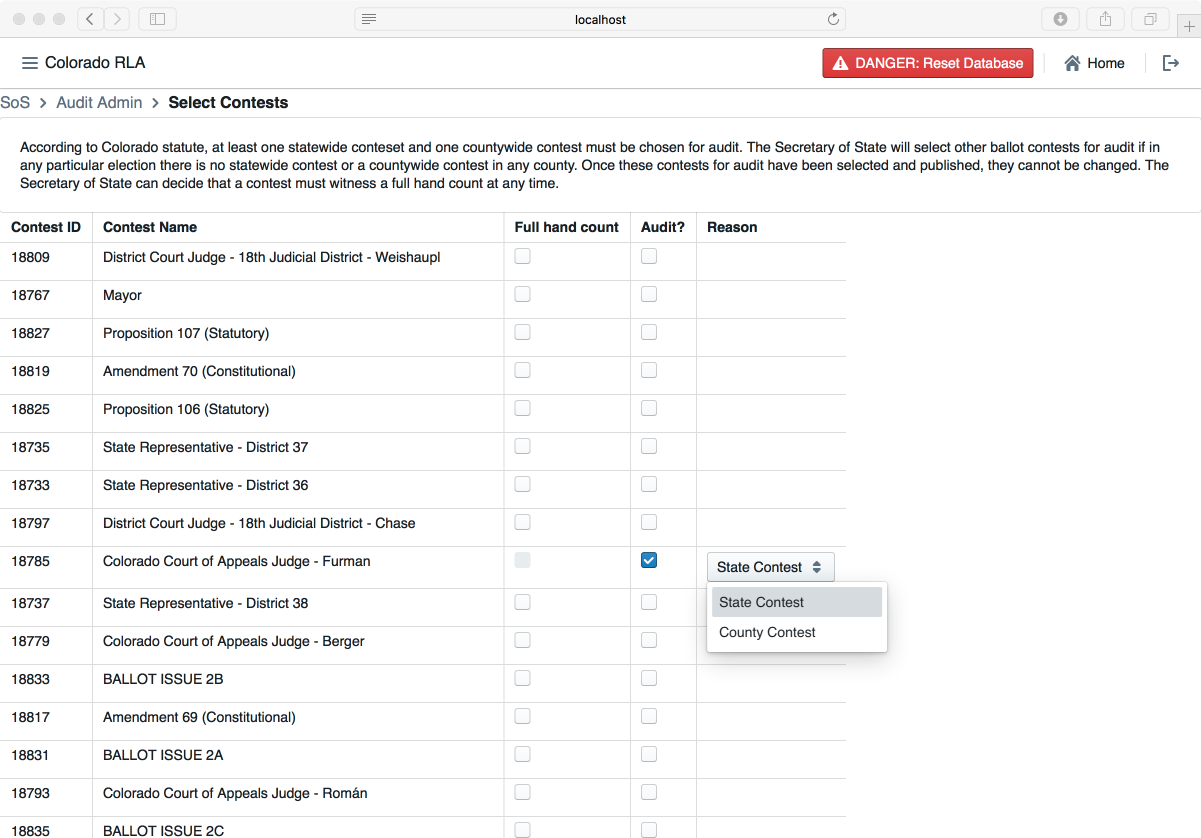 localhost
Colorado RLA
DANGER: Reset Database
Home
SoS > Audit Admin > Select Contests
According to Colorado statute, at least one statewide conteset and one countywide contest must be chosen for audit. The Secretary of State will select other ballot contests for audit if in
any particular election there is no statewide contest or a countywide contest in any county. Once these contests for audit have been selected and published, they cannot be changed. The
Secretary of State can decide that a contest must witness a full hand count at any time.
Contest ID Contest Name Full hand count Audit? Reason
18809 District Court Judge - 18th Judicial District - Weishaupl
18767 Mayor
18827 Proposition 107 (Statutory)
18819 Amendment 70 (Constitutional)
18825 Proposition 106 (Statutory)
18735 State Representative - District 37
18733 State Representative - District 36
18797 District Court Judge - 18th Judicial District - Chase
18785 Colorado Court of Appeals Judge - Furman State Contest
State Contest
County Contest
18737 State Representative - District 38
18779 Colorado Court of Appeals Judge - Berger
18833 BALLOT ISSUE 2B
18817 Amendment 69 (Constitutional)
18831 BALLOT ISSUE 2A
18793 Colorado Court of Appeals Judge - Román
18835 BALLOT ISSUE 2C